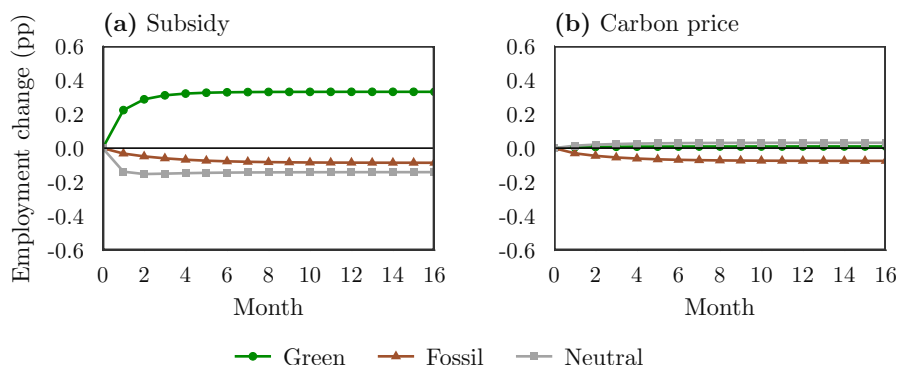 (a) Subsidy
(b) Carbon price
Employment change (pp)
0.6
0.4
0.2
0.0
-0.2
-0.4
-0.6
0 2 4 6 8 10 12 14 16
Month
0.6
0.4
0.2
0.0
-0.2
-0.4
-0.6
0 2 4 6 8 10 12 14 16
Month
Green Fossil Neutral